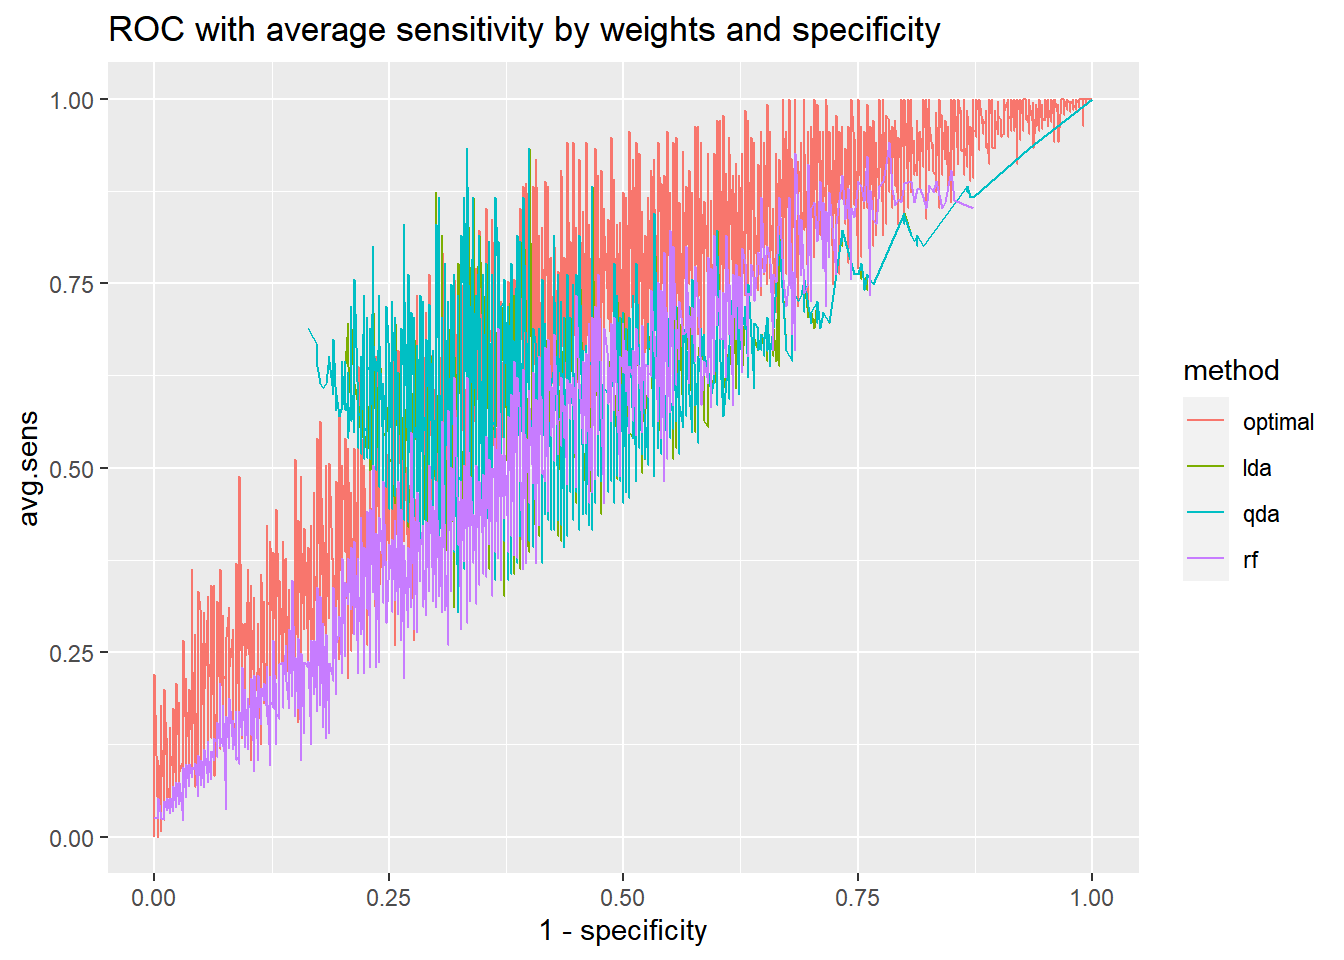 ROC with average sensitivity by weights and specificity
avg.sens
1.00
0.75
0.50
0.25
0.00
0.00 0.25 0.50 0.75 1.00
1 - specificity
method
optimal
lda
qda
rf